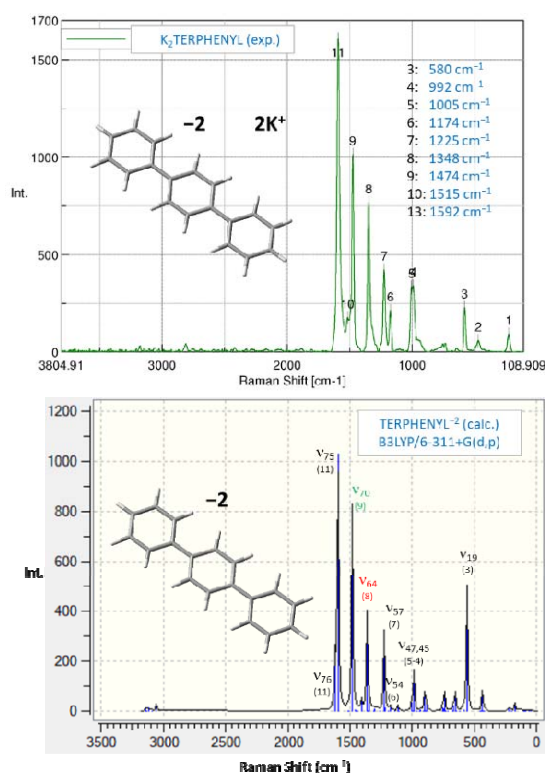 1700
K₂TERPHENYL (exp.)
1500
1000
Int.
500
0
−2 2K⁺
11
9
8
7
10
6
5
4
3
2
1
3: 580 cm⁻¹
4: 992 cm⁻¹
5: 1005 cm⁻¹
6: 1174 cm⁻¹
7: 1225 cm⁻¹
8: 1348 cm⁻¹
9: 1474 cm⁻¹
10: 1515 cm⁻¹
13: 1592 cm⁻¹
3804.91 3000 2000 1000 108.909
Raman Shift [cm-1]
1200
1000
800
600
Int.
400
200
0
TERPHENYL⁻² (calc.)
B3LYP/6-311+G(d,p)
−2
ν₇₅
(11)
ν₇₀
(9)
ν₆₄
(8)
ν₅₇
(7)
ν₁₉
(3)
ν₄₇,₄₅
(5-4)
ν₇₆
(11)
ν₅₄
(6)
3500 3000 2500 2000 1500 1000 500 0
Raman Shift [cm⁻¹]